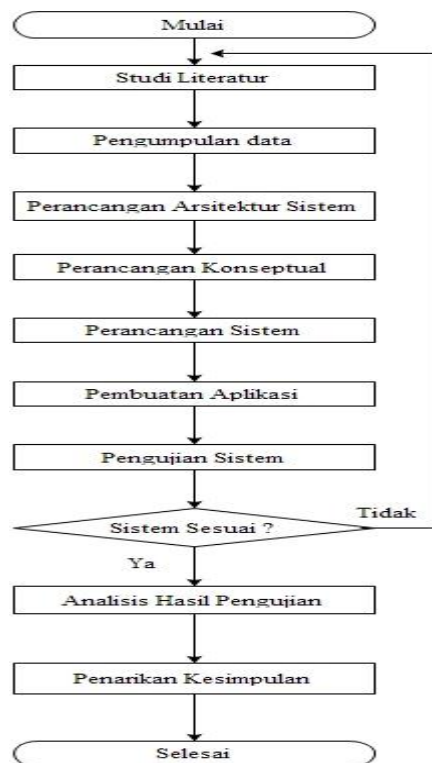 Mulai
Studi Literatur
Pengumpulan data
Perancangan Arsitektur Sistem
Perancangan Konseptual
Perancangan Sistem
Pembuatan Aplikasi
Pengujian Sistem
Tidak
Sistem Sesuai ?
Ya
Analisis Hasil Pengujian
Penarikan Kesimpulan
Selesai